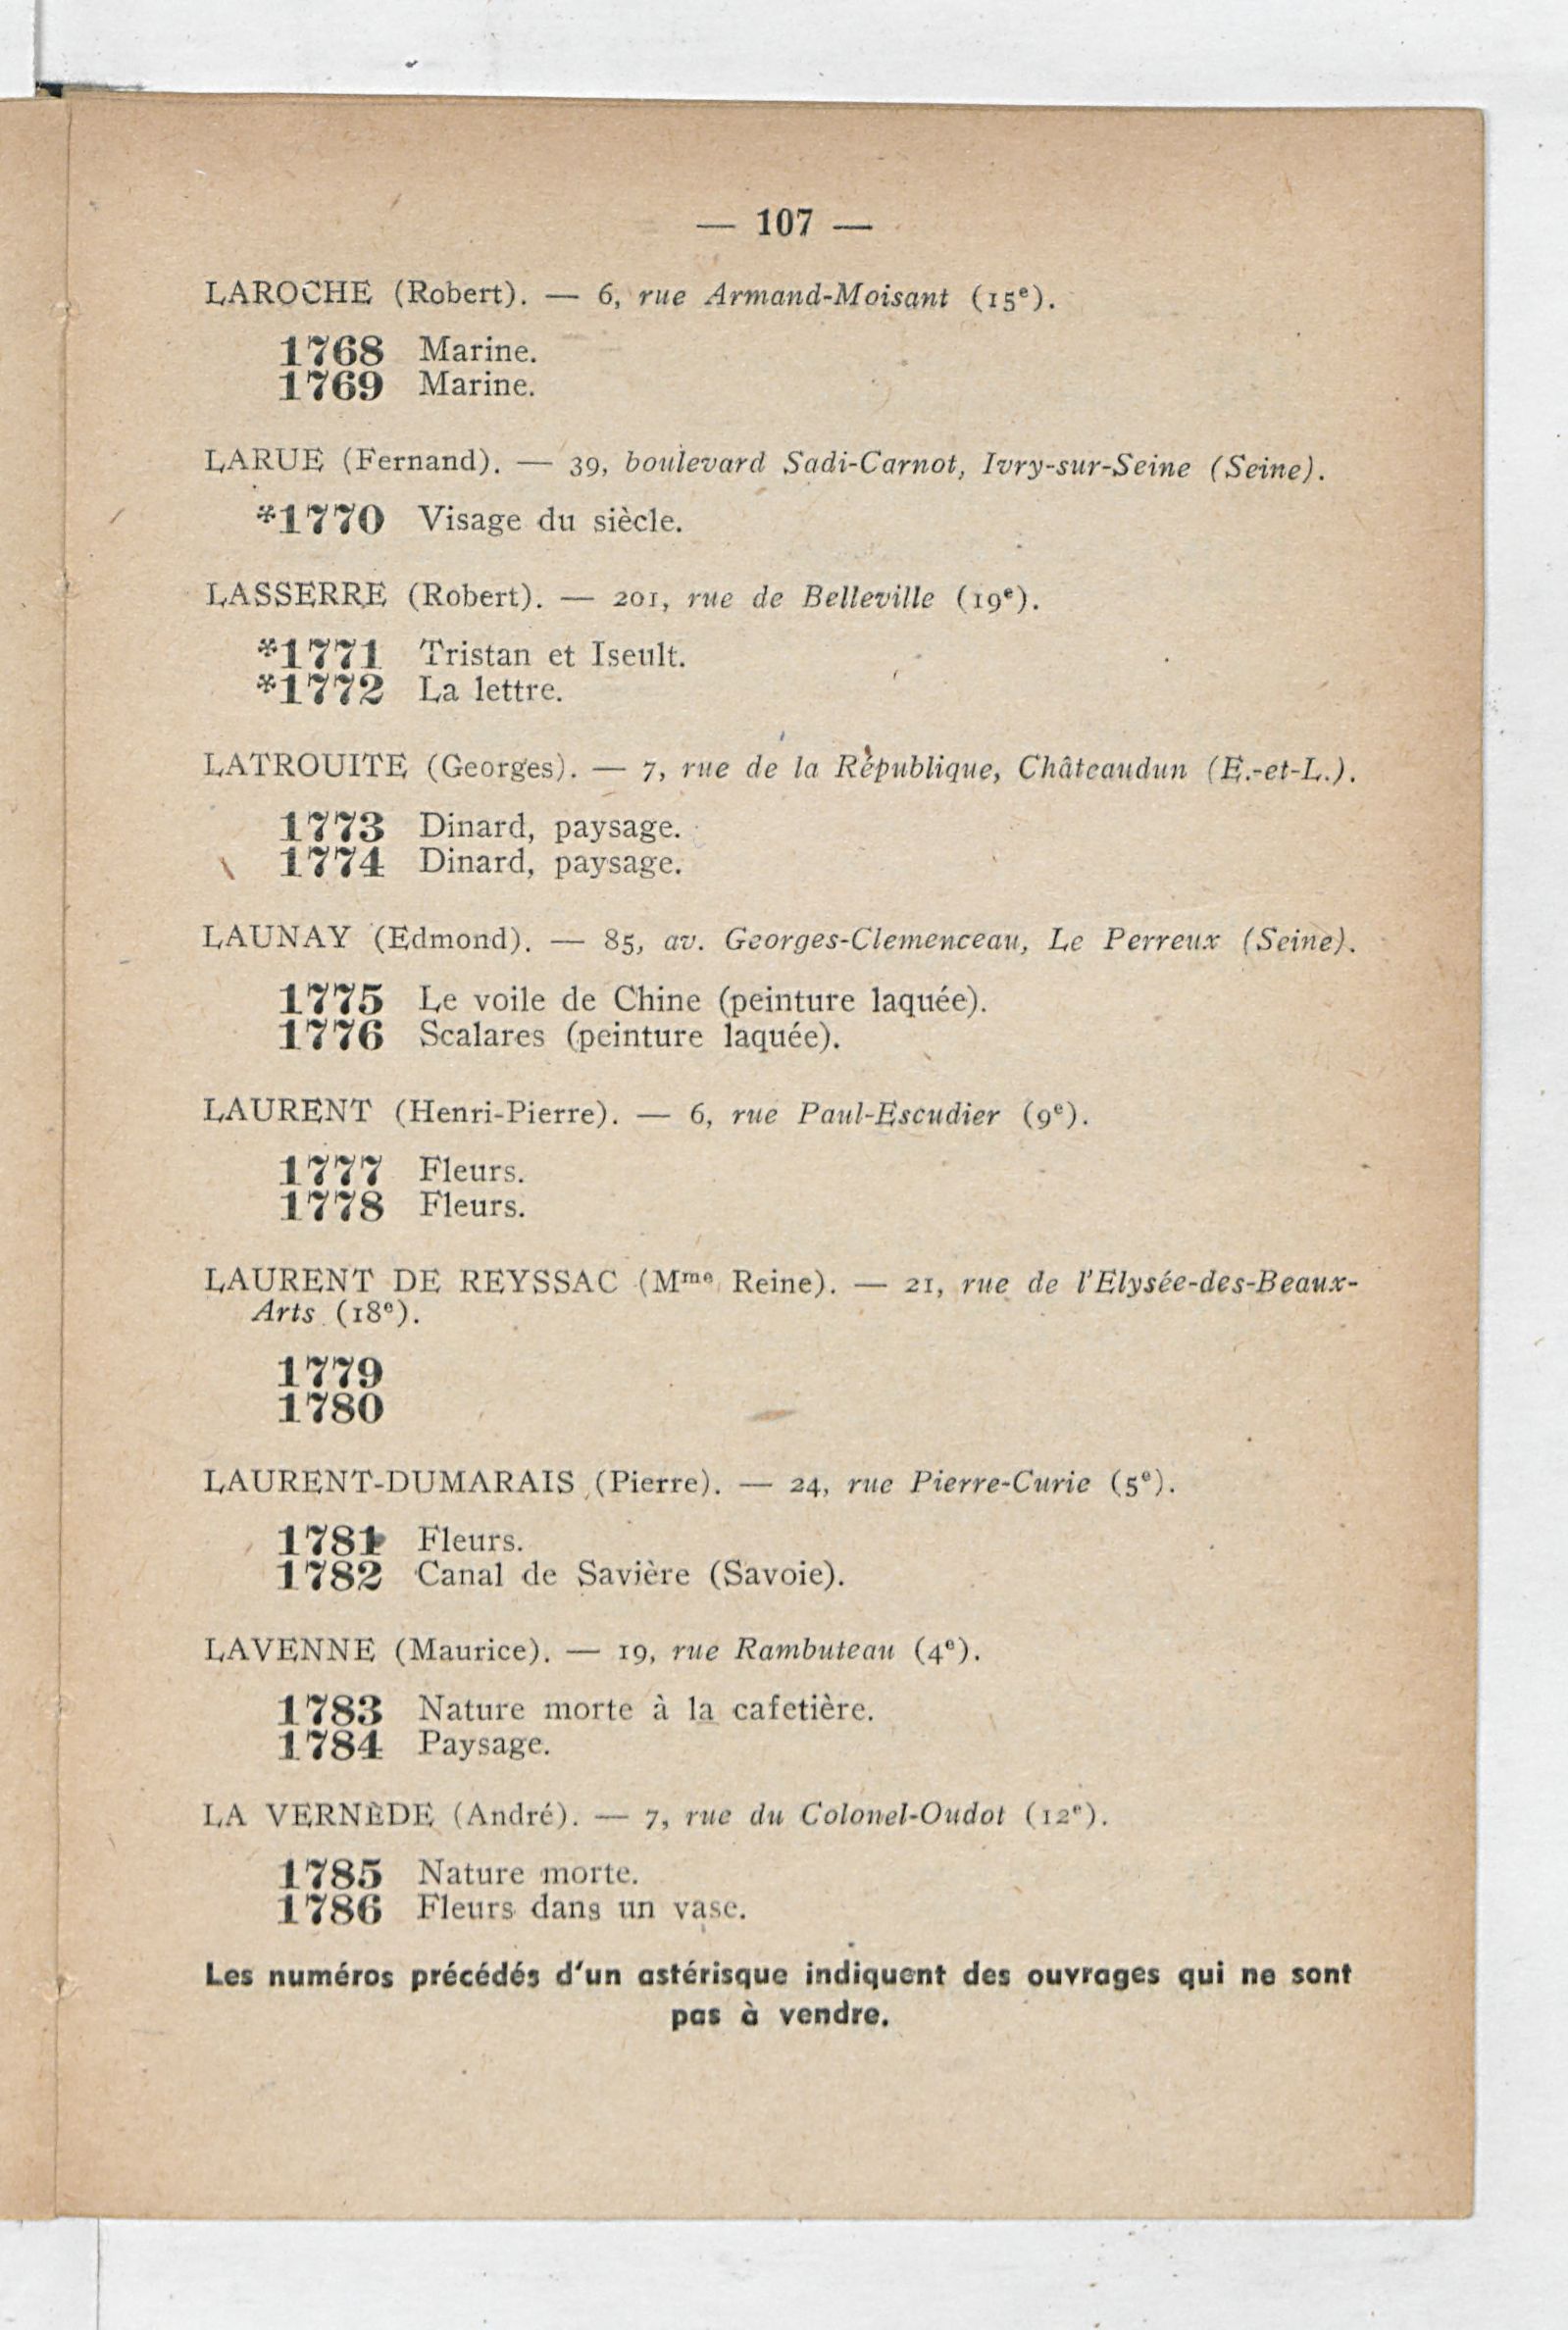 — 107 —
LAROCHE (Robert). — 6, rue Armand-Moisant (15e).
1768 Marine.
1769 Marine.
LARUE (Fernand). — 39, boulevard Sadi-Carnot, Ivry-sur-Seine (Seine).
*1770 Visage du siècle.
LASSERRE (Robert). — 201, rue de Belleville (19e).
*1771 Tristan et Iseult.
*1772 La lettre.
LATROUITE (Georges). — 7, rue de la République, Châteaudun (E.-et-L.).
1773 Dinard, paysage.
1774 Dinard, paysage.
LAUNAY (Edmond). — 85, av. Georges-Clemenceau, Le Perreux (Seine).
1775 Le voile de Chine (peinture laquée).
1776 Scalares (peinture laquée).
LAURENT (Henri-Pierre). — 6, rue Paul-Escudier (9e).
1777 Fleurs.
1778 Fleurs.
LAURENT DE REYSSAC (Mme Reine). — 21, rue de l'Elysée-des-Beaux-
Arts (18e).
1779
1780
LAURENT-DUMARAIS (Pierre). — 24, rue Pierre-Curie (5e).
1781 Fleurs.
1782 Canal de Savière (Savoie).
LAVENNE (Maurice). — 19, rue Rambuteau (4e).
1783 Nature morte à la cafetière.
1784 Paysage.
LA VERNÈDE (André). — 7, rue du Colonel-Oudot (12e).
1785 Nature morte.
1786 Fleurs dans un vase.
Les numéros précédés d'un astérisque indiquent des ouvrages qui ne sont
pas à vendre.